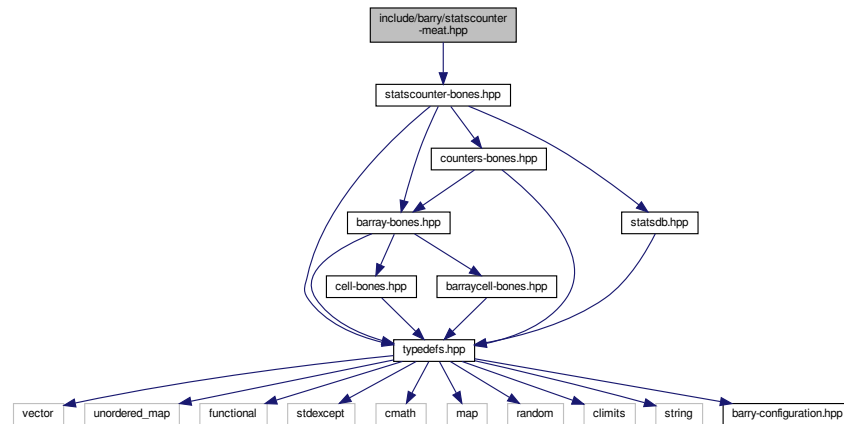 include/barry/statscounter
-meat.hpp
statscounter-bones.hpp
counters-bones.hpp
barray-bones.hpp
statsdb.hpp
cell-bones.hpp
barraycell-bones.hpp
typedefs.hpp
vector
unordered_map
functional
stdexcept
cmath
map
random
climits
string
barry-configuration.hpp